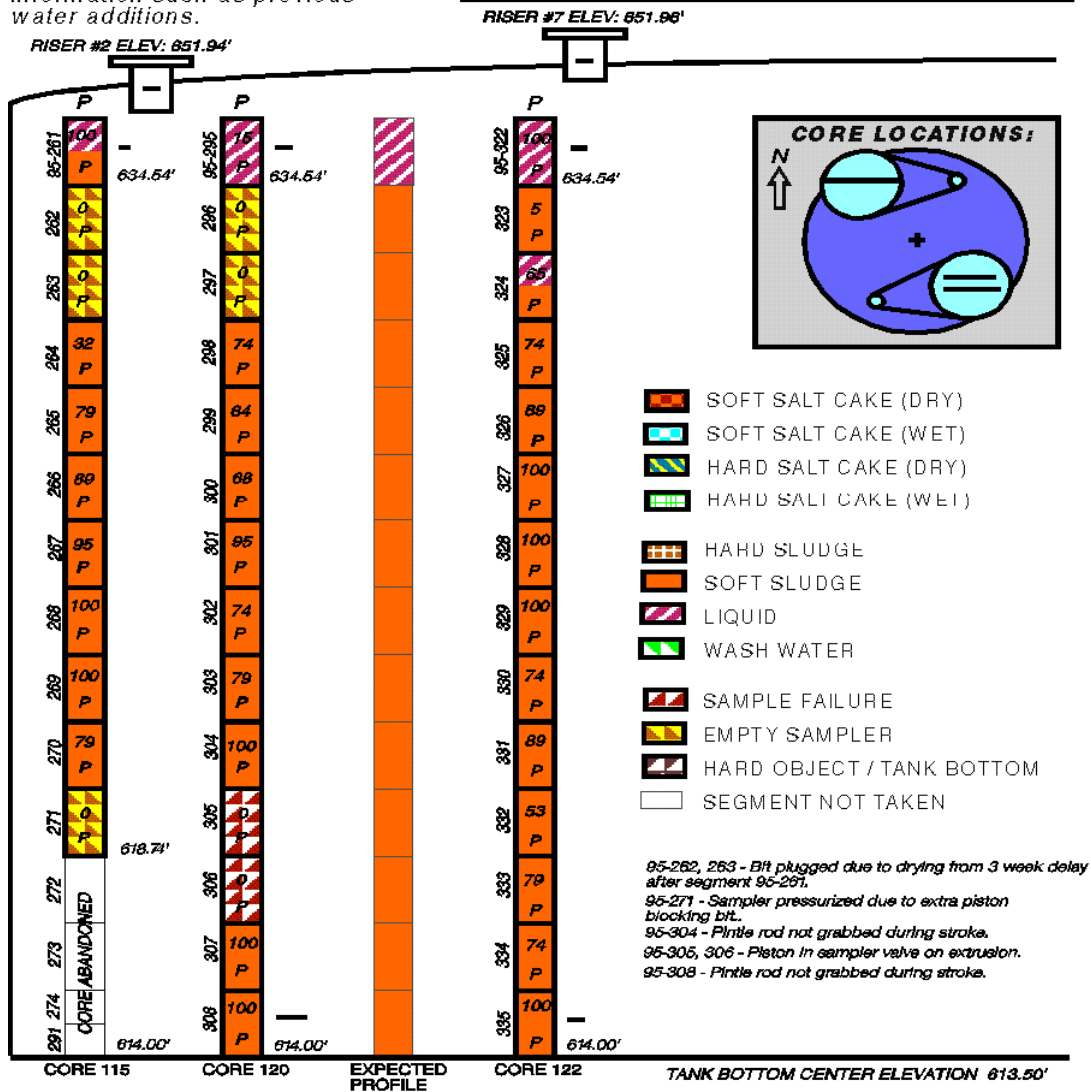 information such as previous
water additions.
RISER #2 ELEV: 651.94'
RISER #7 ELEV: 651.96'
P
P
P
95-261
100
P
634.54'
95-295
15
P
634.54'
95-322
100
P
634.54'
262
0
P
296
0
P
323
5
P
263
0
P
297
0
P
324
65
P
264
32
P
298
74
P
325
74
P
265
79
P
299
84
P
326
89
P
266
89
P
300
68
P
327
100
P
267
95
P
301
95
P
328
100
P
268
100
P
302
74
P
329
100
P
269
100
P
303
79
P
330
74
P
270
79
P
304
100
P
331
89
P
271
0
P
618.74'
305
0
P
332
53
P
272
306
0
P
333
79
P
273
307
100
P
334
74
P
274
291
CORE ABANDONED
614.00'
308
100
P
614.00'
335
100
P
614.00'
CORE 115
CORE 120
EXPECTED
PROFILE
CORE 122
TANK BOTTOM CENTER ELEVATION 613.50'
CORE LOCATIONS:
N
SOFT SALT CAKE (DRY)
SOFT SALT CAKE (WET)
HARD SALT CAKE (DRY)
HARD SALT CAKE (WET)
HARD SLUDGE
SOFT SLUDGE
LIQUID
WASH WATER
SAMPLE FAILURE
EMPTY SAMPLER
HARD OBJECT / TANK BOTTOM
SEGMENT NOT TAKEN
95-262, 263 - Bit plugged due to drying from 3 week delay
after segment 95-261.
95-271 - Sampler pressurized due to extra piston
blocking bit..
95-304 - Pintle rod not grabbed during stroke.
95-305, 306 - Piston in sampler valve on extrusion.
95-308 - Pintle rod not grabbed during stroke.